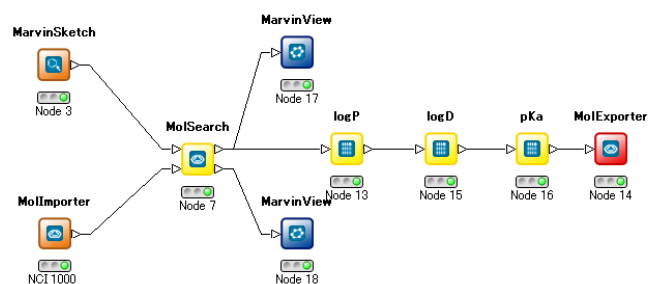 MarvinSketch
Node 3
MolImporter
NCI 1000
MolSearch
Node 7
MarvinView
Node 17
MarvinView
Node 18
logP
Node 13
logD
Node 15
pKa
Node 16
MolExporter
Node 14